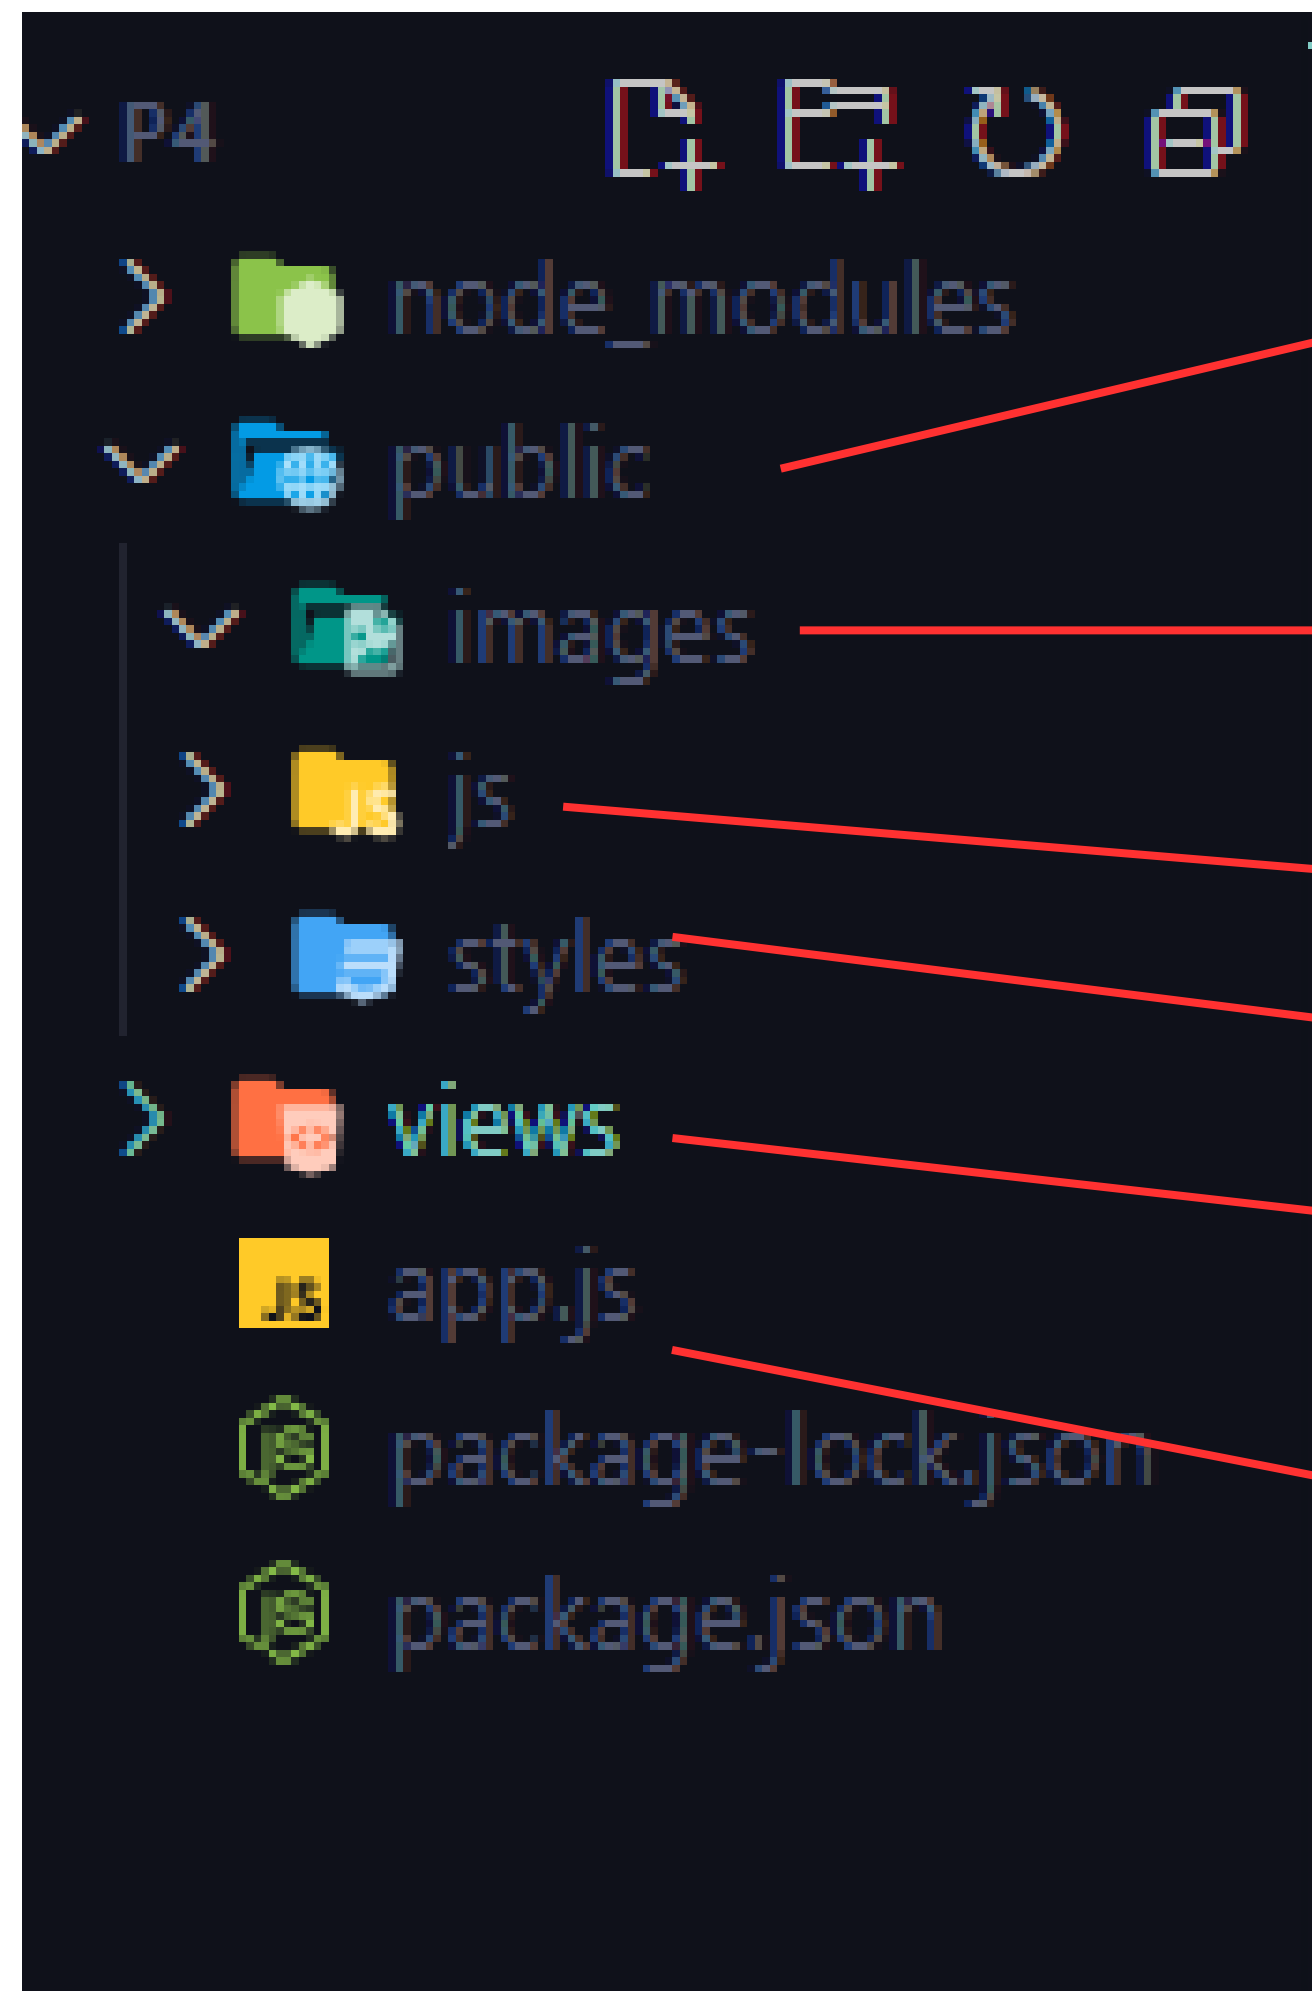 P4
node_modules
public
images
js
styles
views
app.js
package-lock.json
package.json